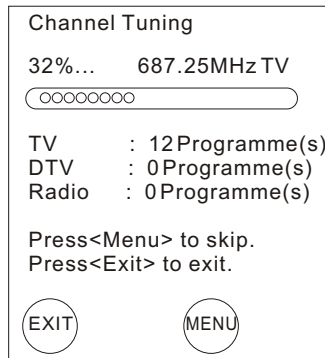 Channel Tuning
32%... 687.25MHz TV
TV : 12 Programme(s)
DTV : 0 Programme(s)
Radio : 0 Programme(s)
Press<Menu> to skip.
Press<Exit> to exit.
EXIT MENU